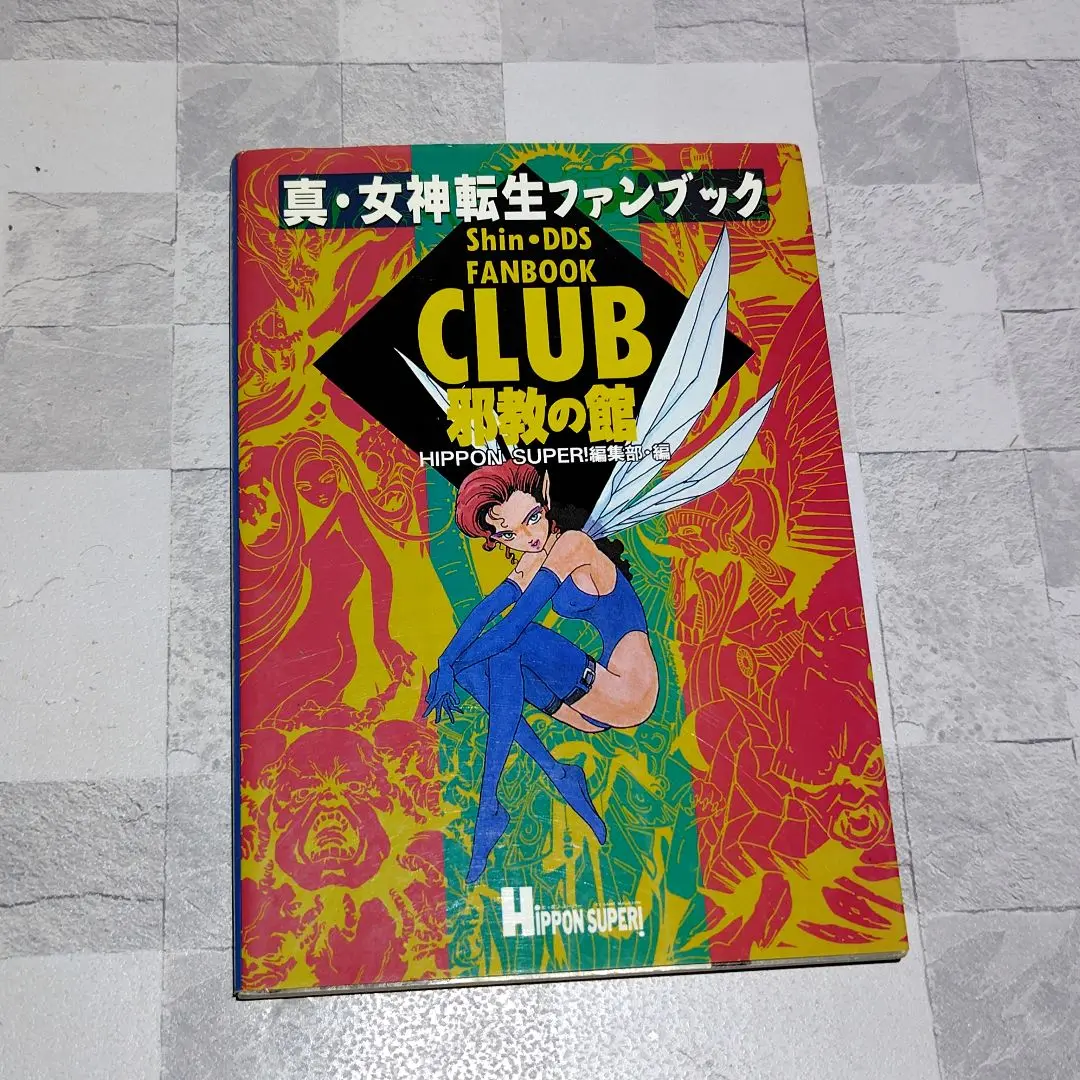 真・女神転生ファンブック
Shin・DDS
FANBOOK
CLUB
邪教の館
HIPPON SUPER!編集部・編
HIPPON SUPER!